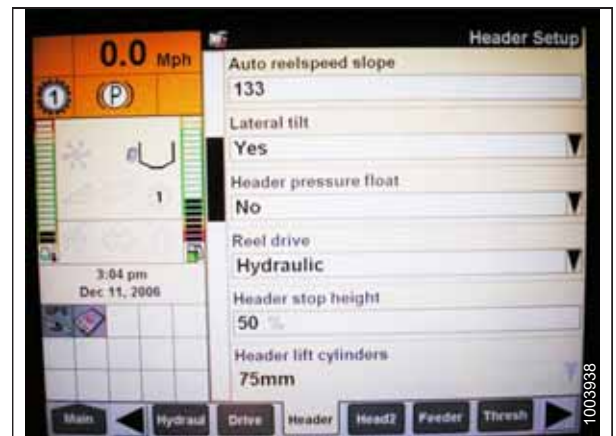 0.0 Mph
Header Setup
1
(P)
1
3:04 pm
Dec 11, 2006
Auto reelspeed slope
133
Lateral tilt
Yes
Header pressure float
No
Reel drive
Hydraulic
Header stop height
50 %
Header lift cylinders
75mm
Main
Hydraul
Drive
Header
Head2
Feeder
Thresh
1003938